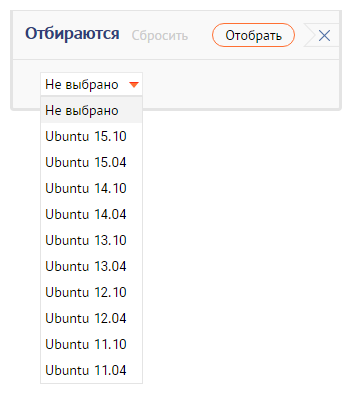 Отбираются Сбросить Отобрать
Не выбрано
Не выбрано
Ubuntu 15.10
Ubuntu 15.04
Ubuntu 14.10
Ubuntu 14.04
Ubuntu 13.10
Ubuntu 13.04
Ubuntu 12.10
Ubuntu 12.04
Ubuntu 11.10
Ubuntu 11.04